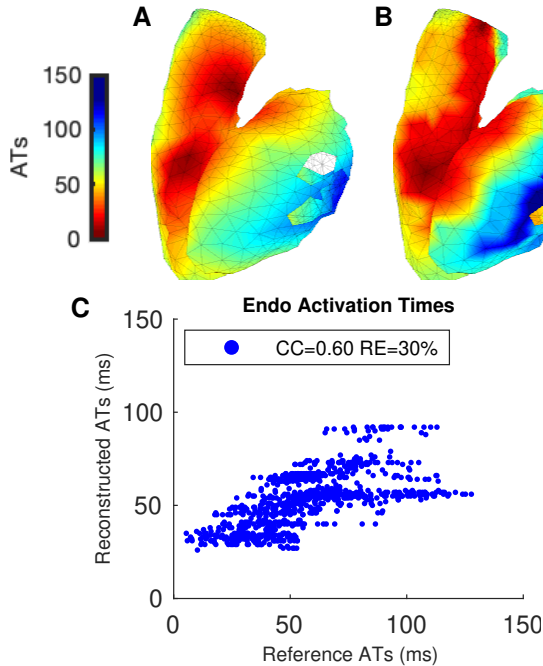 A
B
150
100
50
0
ATs
C
Endo Activation Times
150
CC=0.60 RE=30%
100
50
0
Reconstructed ATs (ms)
0
50
100
150
Reference ATs (ms)